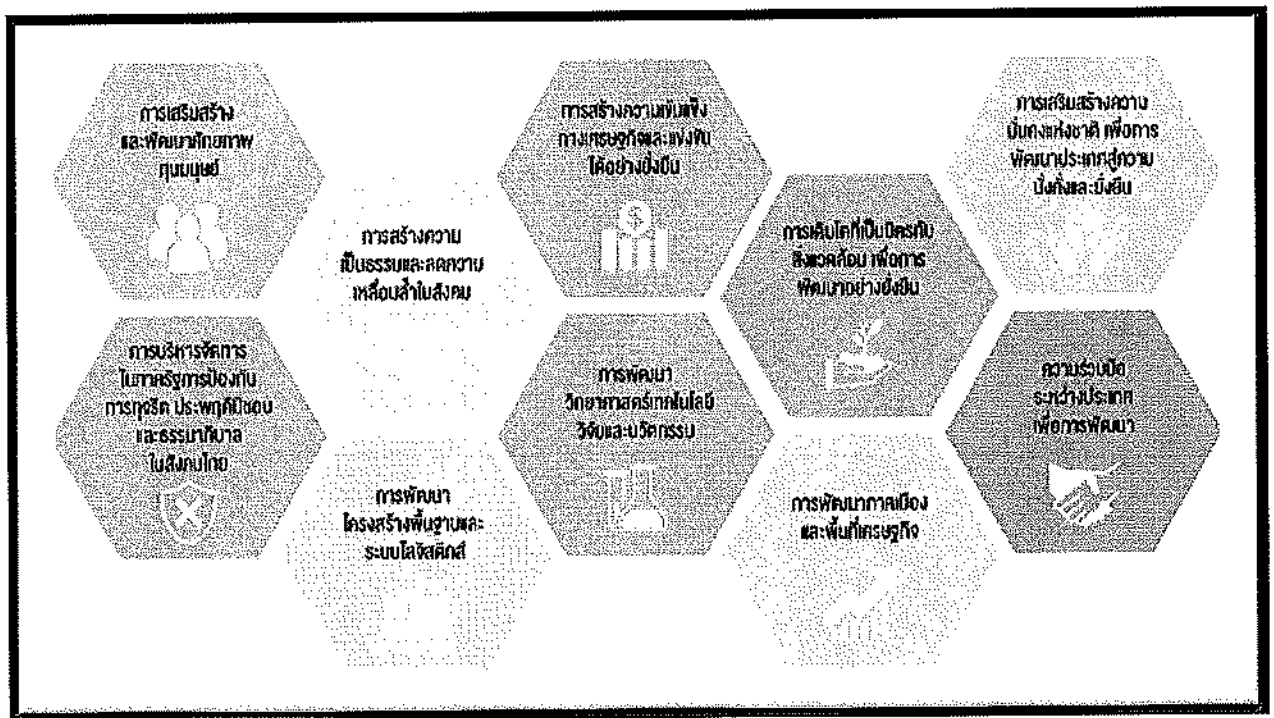 การเสริมสร้าง
และพัฒนาศักยภาพ
ทุนมนุษย์
การสร้างความ
เป็นธรรมและลดความ
เหลื่อมล้ำในสังคม
การสร้างความเข้มแข็ง
ทางเศรษฐกิจและแข่งขัน
ได้อย่างยั่งยืน
การเติบโตที่เป็นมิตรกับ
สิ่งแวดล้อม เพื่อการ
พัฒนาอย่างยั่งยืน
การเสริมสร้างความ
มั่นคงแห่งชาติ เพื่อการ
พัฒนาประเทศสู่ความ
มั่งคั่งและยั่งยืน
การบริหารจัดการ
ในภาครัฐการป้องกัน
การทุจริต ประพฤติมิชอบ
และธรรมาภิบาล
ในสังคมไทย
การพัฒนา
โครงสร้างพื้นฐานและ
ระบบโลจิสติกส์
การพัฒนา
วิทยาศาสตร์เทคโนโลยี
วิจัยและนวัตกรรม
การพัฒนาภาคเมือง
และพื้นที่เศรษฐกิจ
ความร่วมมือ
ระหว่างประเทศ
เพื่อการพัฒนา